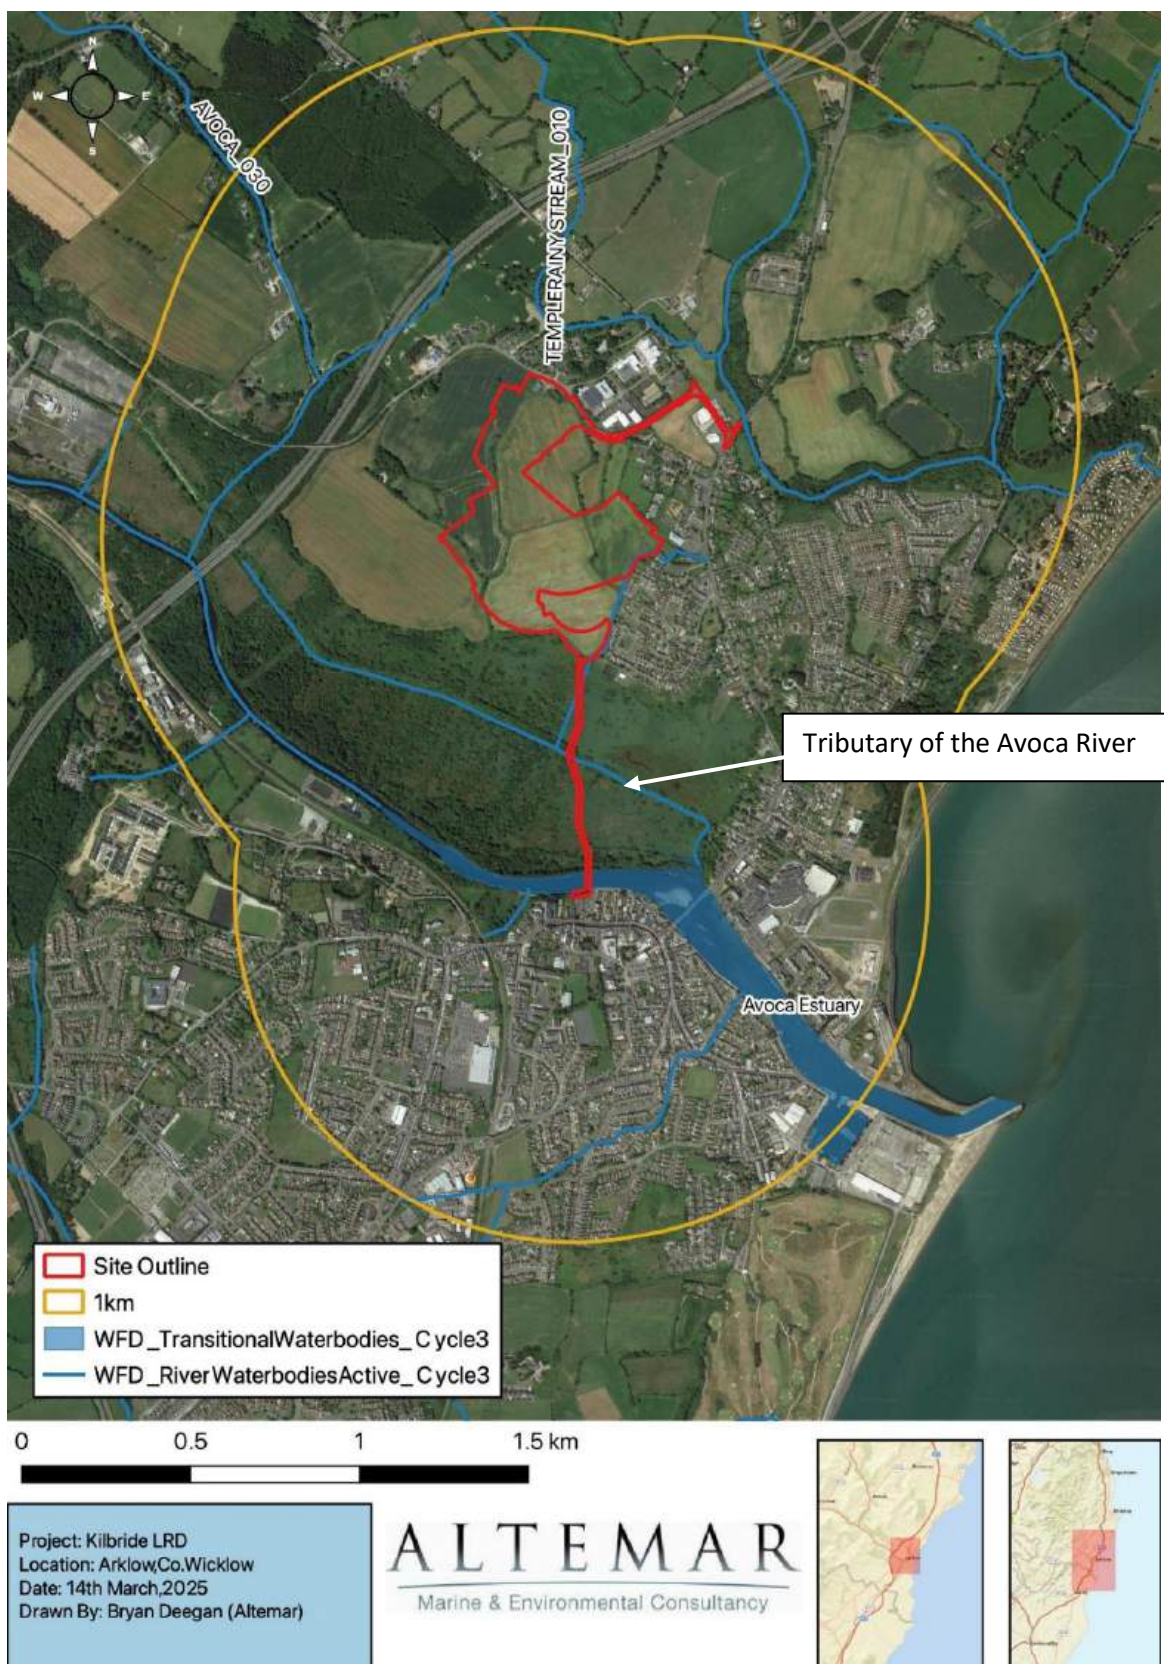 N
W
E
S
AVOCA_030
TEMPLERAINY STREAM_010
Tributary of the Avoca River
Avoca Estuary
Site Outline
1km
WFD_TransitionalWaterbodies_Cycle3
WFD_RiverWaterbodiesActive_Cycle3
0 0.5 1 1.5 km
Project: Kilbride LRD
Location: Arklow,Co.Wicklow
Date: 14th March,2025
Drawn By: Bryan Deegan (Altemar)
ALTEMAR
Marine & Environmental Consultancy